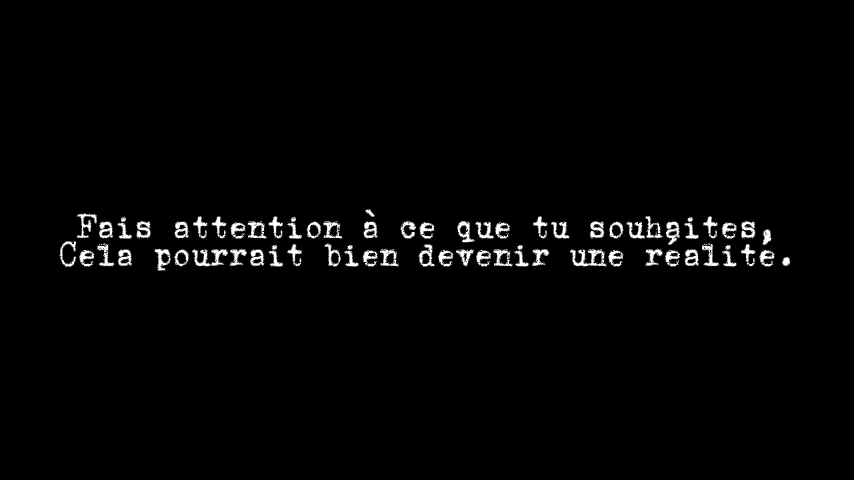 Fais attention à ce que tu souhaites,
Cela pourrait bien devenir une réalité.